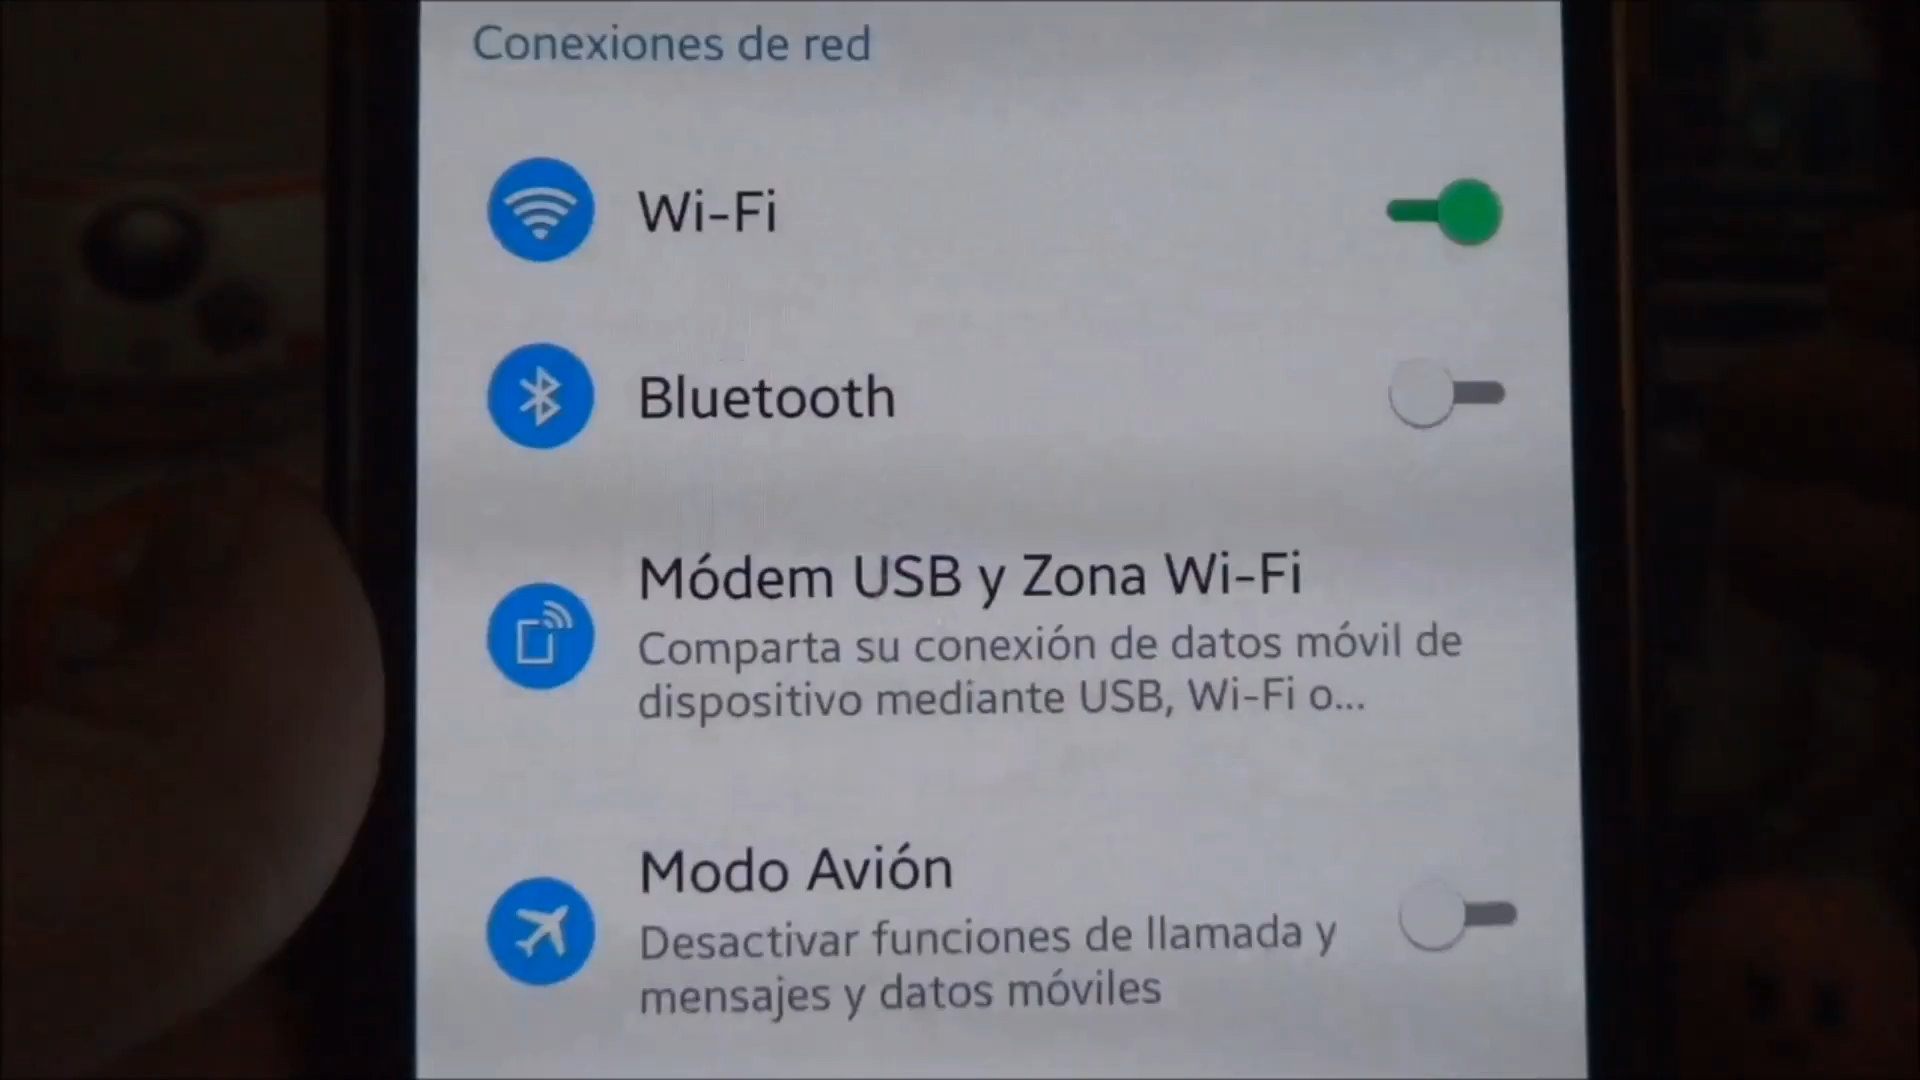 Conexiones de red
Wi-Fi
Bluetooth
Módem USB y Zona Wi-Fi
Comparta su conexión de datos móvil de
dispositivo mediante USB, Wi-Fi o...
Modo Avión
Desactivar funciones de llamada y
mensajes y datos móviles